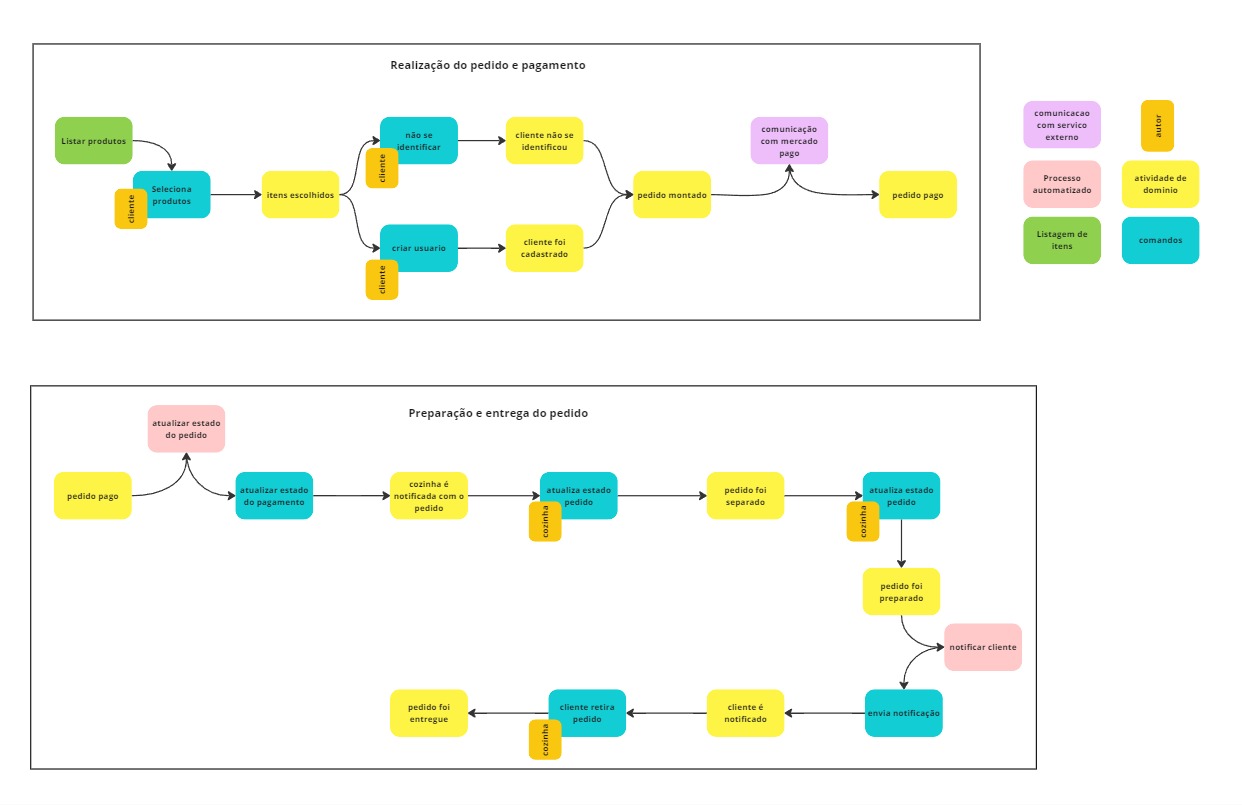 Realização do pedido e pagamento
Listar produtos
Seleciona
produtos
cliente
itens escolhidos
não se
identificar
cliente
cliente não se
identificou
criar usuario
cliente
cliente foi
cadastrado
pedido montado
comunicação
com mercado
pago
pedido pago
comunicacao
com servico
externo
autor
Processo
automatizado
atividade de
dominio
Listagem de
itens
comandos
Preparação e entrega do pedido
atualizar estado
do pedido
pedido pago
atualizar estado
do pagamento
cozinha é
notificada com o
pedido
atualiza estado
pedido
cozinha
pedido foi
separado
atualiza estado
pedido
cozinha
pedido foi
preparado
notificar cliente
envia notificação
cliente é
notificado
cliente retira
pedido
cozinha
pedido foi
entregue